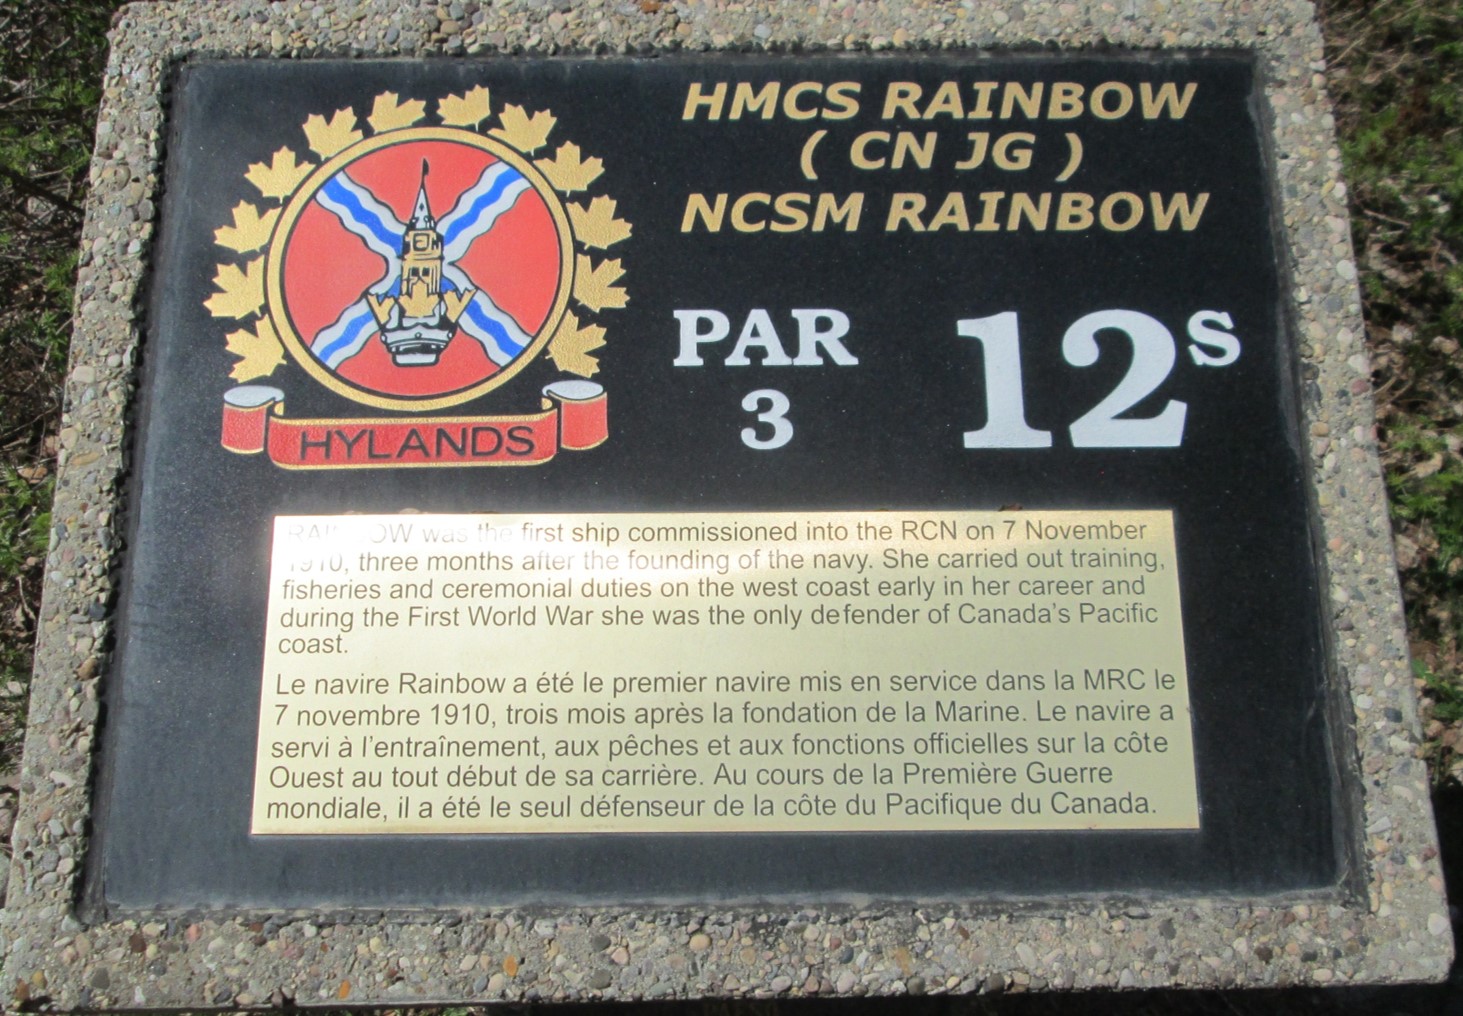 HMCS RAINBOW
( CN JG )
NCSM RAINBOW
HYLANDS
PAR
3
12S
RAINBOW was the first ship commissioned into the RCN on 7 November
1910, three months after the founding of the navy. She carried out training,
fisheries and ceremonial duties on the west coast early in her career and
during the First World War she was the only defender of Canada's Pacific
coast.
Le navire Rainbow a été le premier navire mis en service dans la MRC le
7 novembre 1910, trois mois après la fondation de la Marine. Le navire a
servi à l'entraînement, aux pêches et aux fonctions officielles sur la côte
Ouest au tout début de sa carrière. Au cours de la Première Guerre
mondiale, il a été le seul défenseur de la côte du Pacifique du Canada.